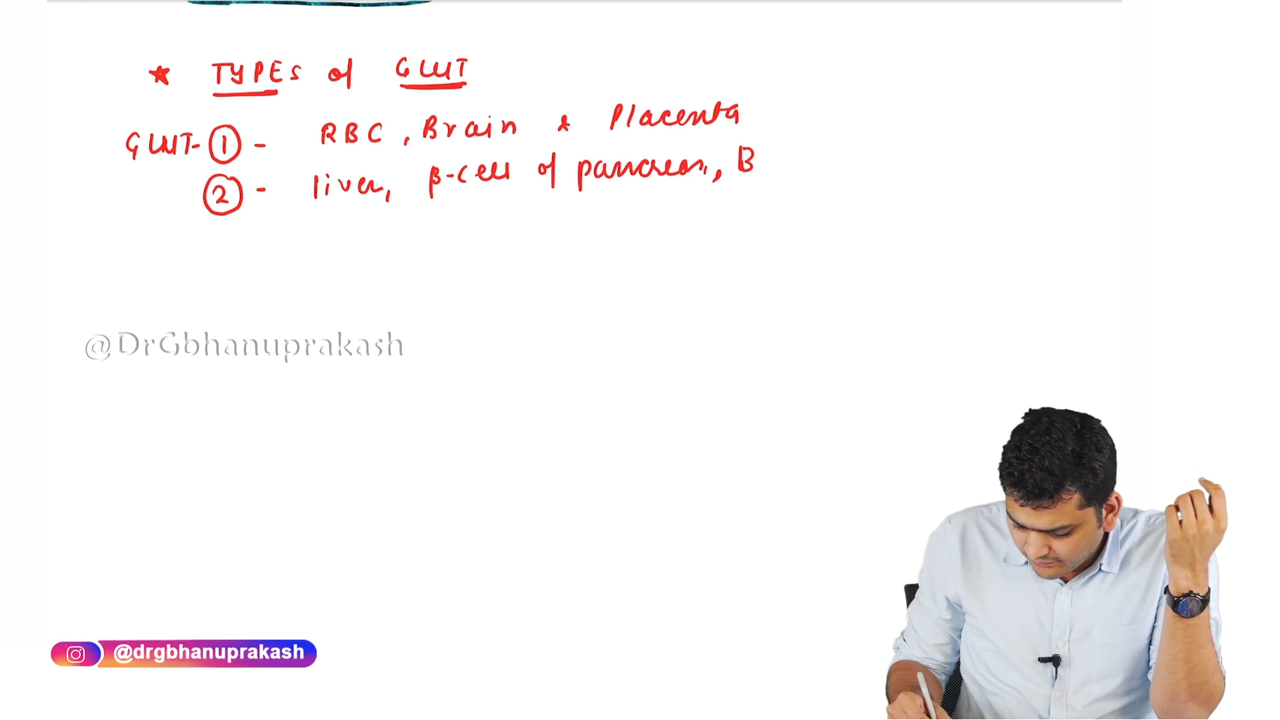 ★ TYPES of GLUT
GLUT-① - RBC, Brain & Placenta
② - liver, β-cell of pancreas, B
@DrGbhanuprakash
@drgbhanuprakash